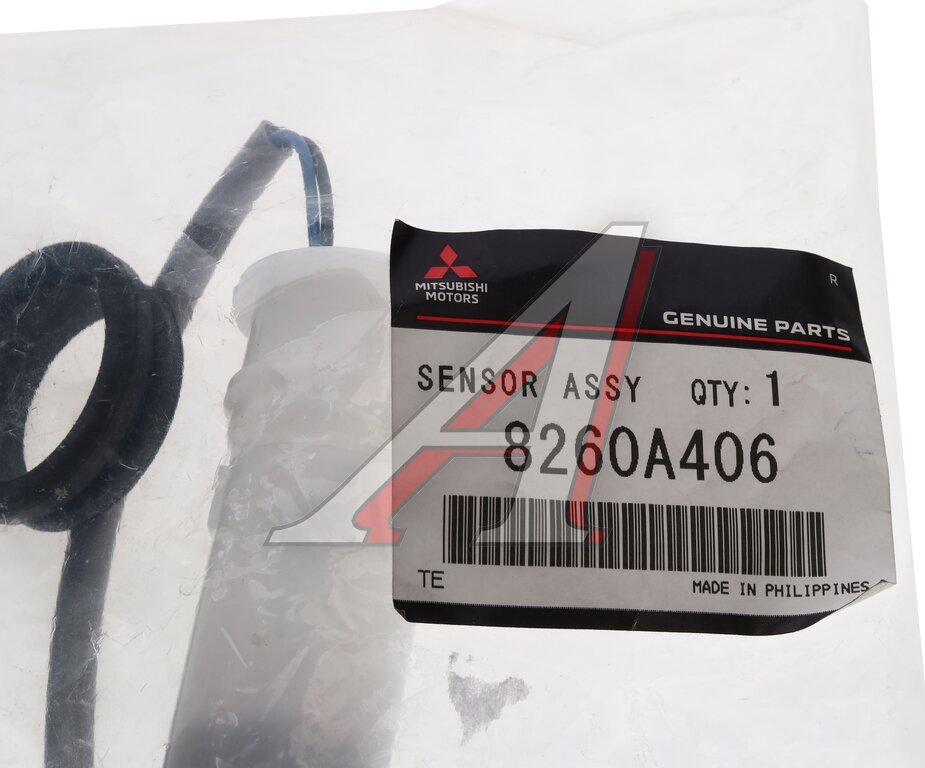 MITSUBISHI
MOTORS
R
GENUINE PARTS
SENSOR ASSY QTY: 1
8260A406
TE
MADE IN PHILIPPINES